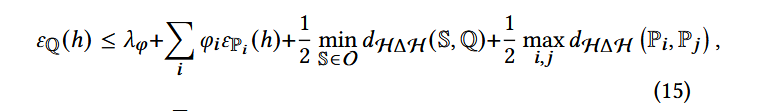 ε_ℚ(h) ≤ λ_φ + ∑_i φ_i ε_{ℙ_i}(h) + 1/2 min_{𝕊∈𝒪} d_{ℋΔℋ}(𝕊, ℚ) + 1/2 max_{i,j} d_{ℋΔℋ} (ℙ_i, ℙ_j) ,
(15)